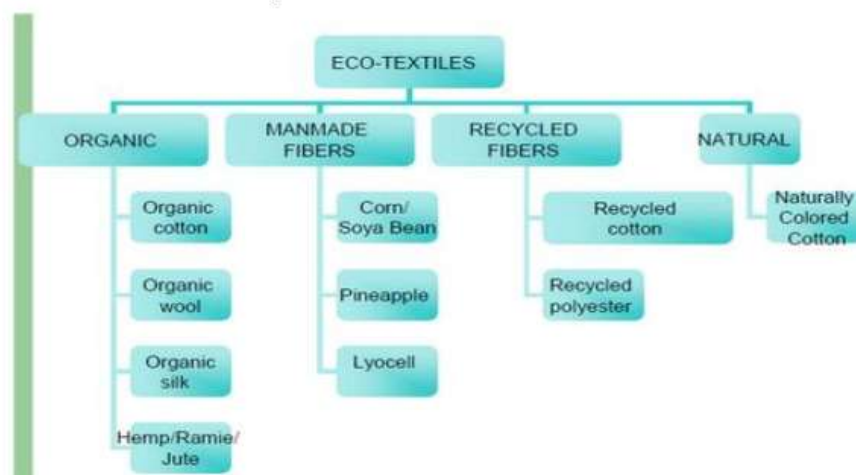 ECO-TEXTILES
ORGANIC
MANMADE
FIBERS
RECYCLED
FIBERS
NATURAL
Organic
cotton
Organic
wool
Organic
silk
Hemp/Ramie/
Jute
Corn/
Soya Bean
Pineapple
Lyocell
Recycled
cotton
Recycled
polyester
Naturally
Colored
Cotton